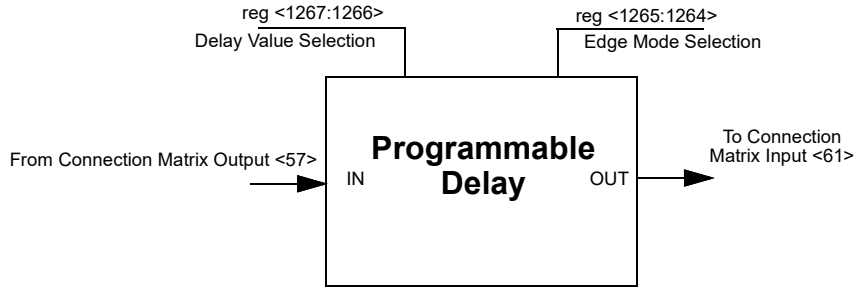 reg <1267:1266>
Delay Value Selection
reg <1265:1264>
Edge Mode Selection
From Connection Matrix Output <57>
IN
Programmable
Delay
OUT
To Connection
Matrix Input <61>